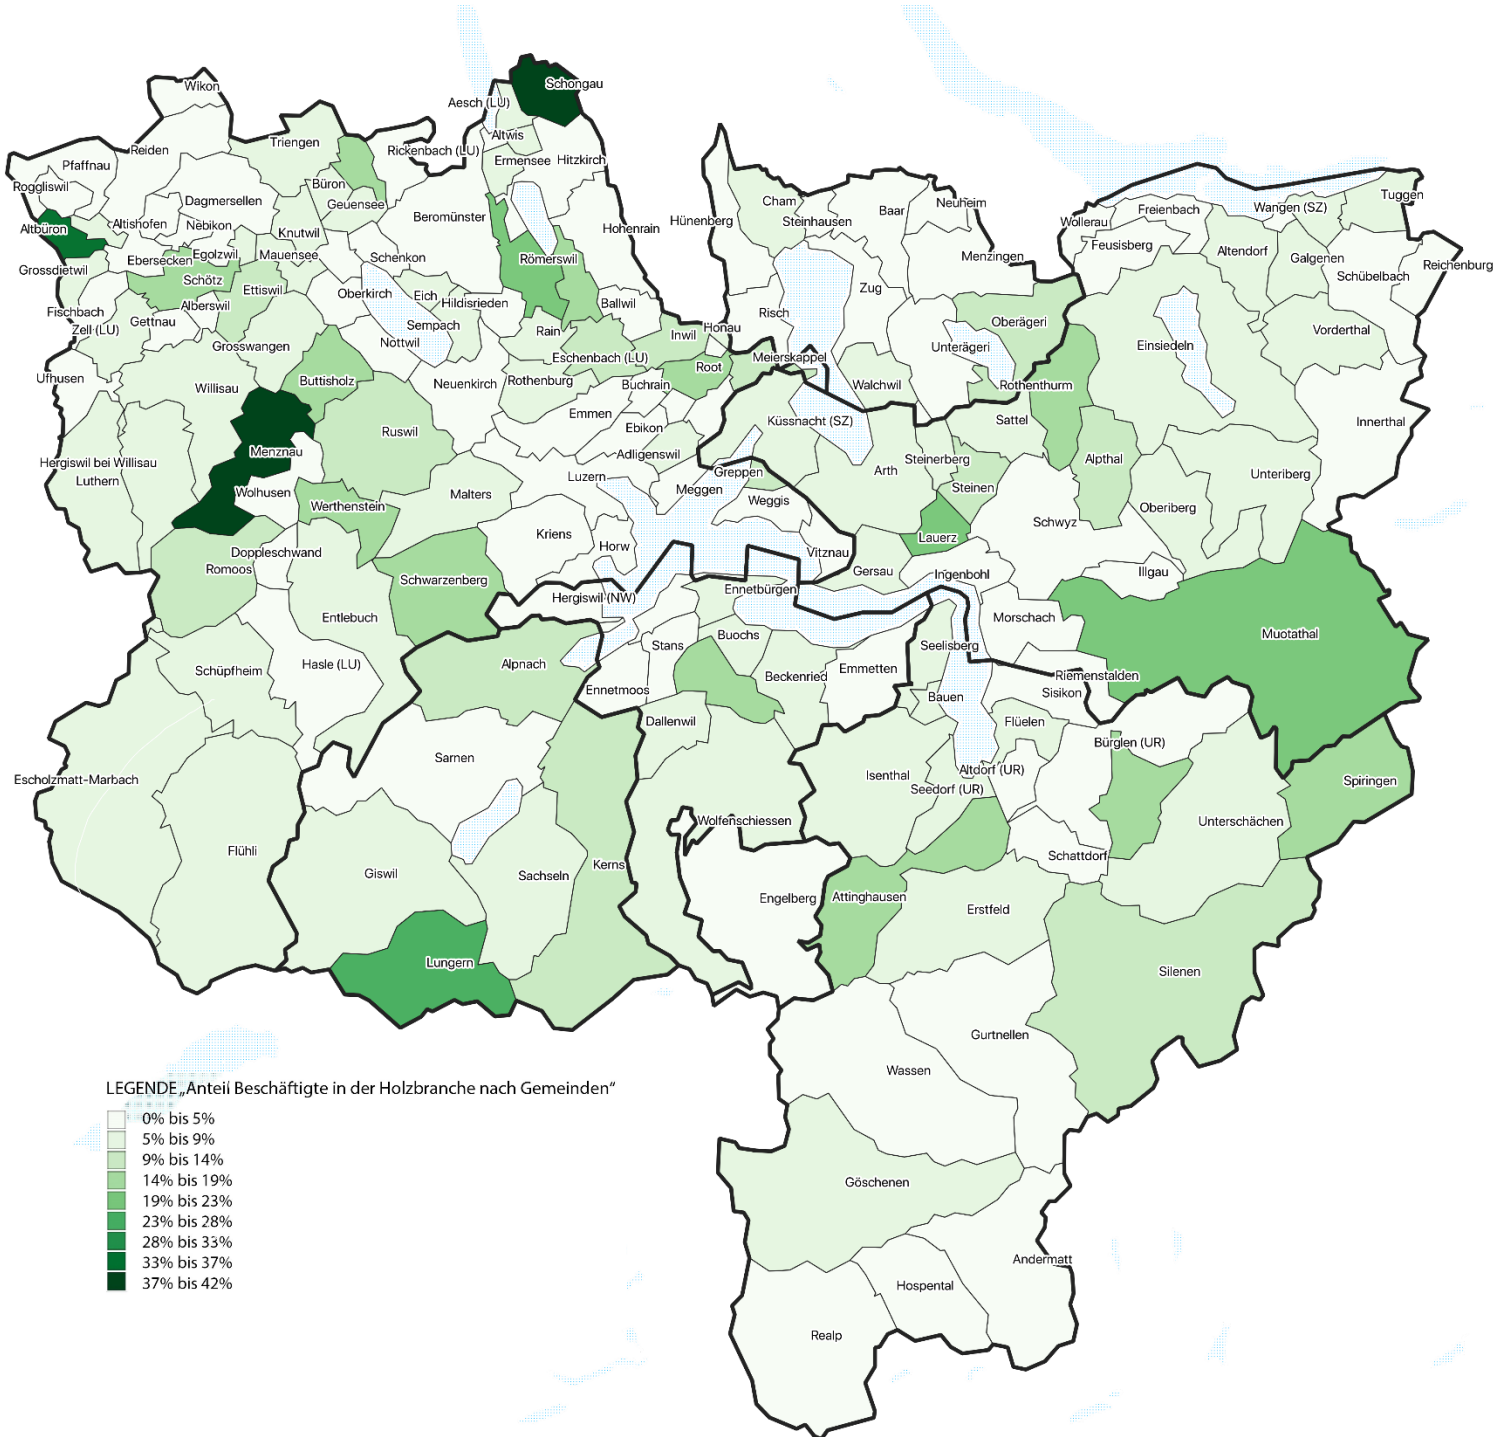 Schongau
Wikon
Aesch (LU)
Altwis
Triengen
Reiden
Rickenbach (LU)
Ermensee
Hitzkirch
Pfaffnau
Roggliswil
Büron
Dagmersellen
Geuensee
Beromünster
Hohenrain
Altbüron
Altishofen
Nebikon
Knutwil
Mauensee
Schenkon
Ebersecken
Egolzwil
Römerswil
Grossdietwil
Schötz
Ettiswil
Oberkirch
Eich
Hildisrieden
Ballwil
Fischbach
Alberswil
Gettnau
Zell (LU)
Sempach
Rain
Inwil
Honau
Nottwil
Grosswangen
Eschenbach (LU)
Root
Meierskappel
Ufhusen
Willisau
Buttisholz
Neuenkirch
Rothenburg
Buchrain
Emmen
Ebikon
Ruswil
Adligenswil
Menznau
Hergiswil bei Willisau
Luthern
Wolhusen
Werthenstein
Malters
Luzern
Meggen
Greppen
Weggis
Kriens
Horw
Vitznau
Doppleschwand
Romoos
Schwarzenberg
Entlebuch
Hasle (LU)
Schüpfheim
Escholzmatt-Marbach
Flühli
Hünenberg
Cham
Steinhausen
Baar
Neuheim
Menzingen
Zug
Risch
Oberägeri
Unterägeri
Walchwil
Wollerau
Freienbach
Feusisberg
Wangen (SZ)
Tuggen
Altendorf
Galgenen
Schübelbach
Reichenburg
Einsiedeln
Vorderthal
Innerthal
Rothenthurm
Küssnacht (SZ)
Sattel
Arth
Steinerberg
Steinen
Alpthal
Unteriberg
Oberiberg
Schwyz
Lauerz
Gersau
Ingenbohl
Illgau
Morschach
Muotathal
Riemenstalden
Hergiswil (NW)
Ennetbürgen
Stans
Buochs
Beckenried
Emmetten
Ennetmoos
Dallenwil
Wolfenschiessen
Alpnach
Sarnen
Kerns
Sachseln
Giswil
Lungern
Engelberg
Seelisberg
Bauen
Sisikon
Flüelen
Bürglen (UR)
Isenthal
Altdorf (UR)
Seedorf (UR)
Spiringen
Unterschächen
Schattdorf
Attinghausen
Erstfeld
Silenen
Gurtnellen
Wassen
Göschenen
Andermatt
Hospental
Realp
LEGENDE „Anteil Beschäftigte in der Holzbranche nach Gemeinden“
0% bis 5%
5% bis 9%
9% bis 14%
14% bis 19%
19% bis 23%
23% bis 28%
28% bis 33%
33% bis 37%
37% bis 42%